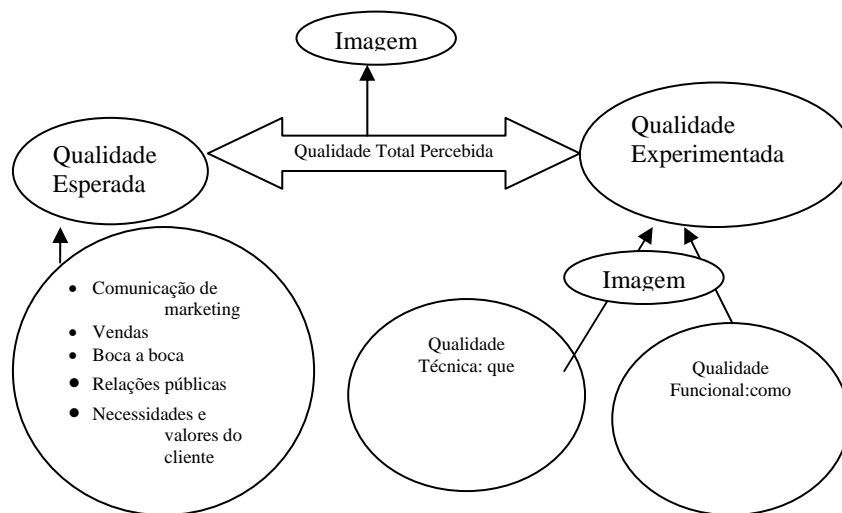 Imagem
Qualidade
Esperada
Qualidade Total Percebida
Qualidade
Experimentada
• Comunicação de
marketing
• Vendas
• Boca a boca
• Relações públicas
• Necessidades e
valores do
cliente
Imagem
Qualidade
Técnica: que
Qualidade
Funcional:como